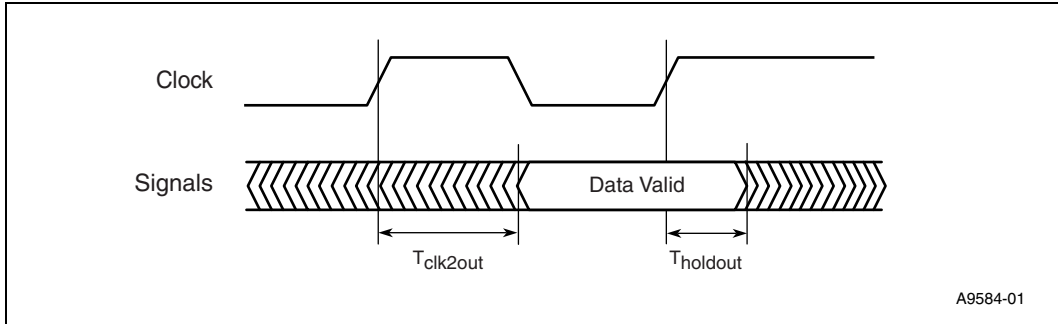 Clock
Signals
Data Valid
Tclk2out
Tholdout
A9584-01